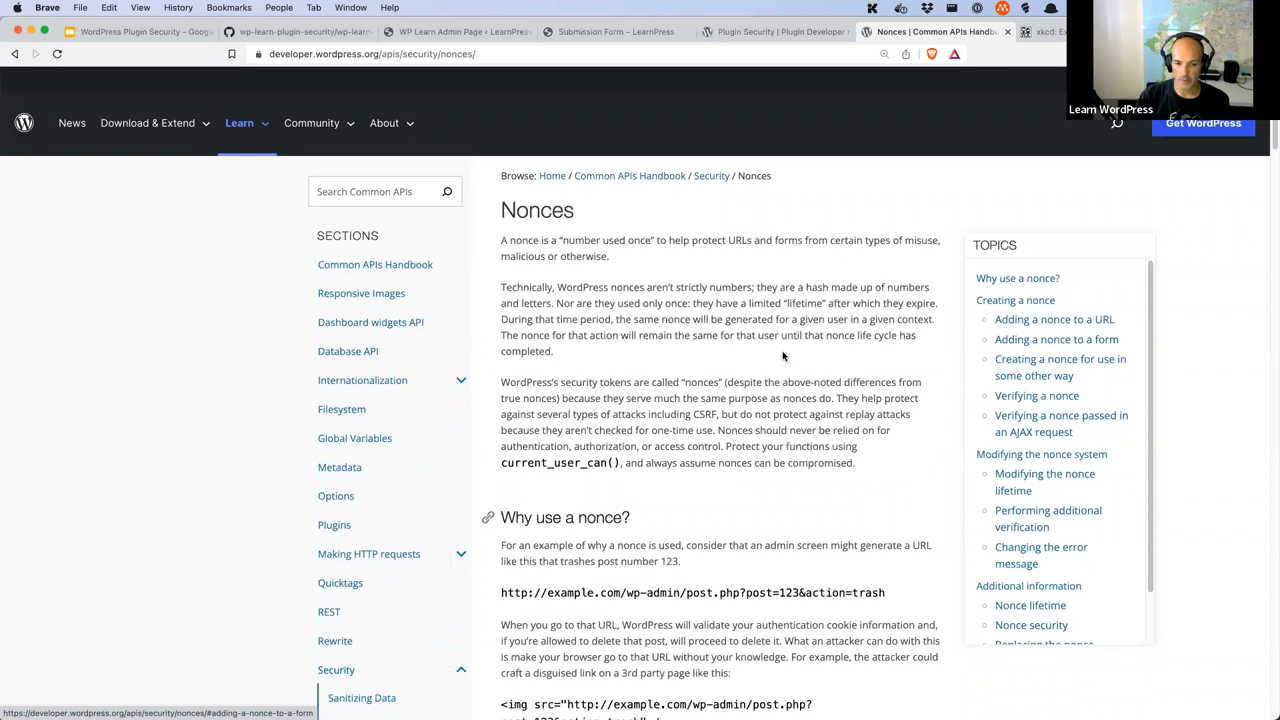 Brave File Edit View History Bookmarks People Tab Window Help
WordPress Plugin Security - Google
wp-learn-plugin-security/wp-learn-
WP Learn Admin Page ‹ LearnPress
Submission Form – LearnPress
Plugin Security | Plugin Developer
Nonces | Common APIs Handbu
xkcd: Ex
developer.wordpress.org/apis/security/nonces/
Learn WordPress
News Download & Extend Learn Community About
Get WordPress
Search Common APIs
SECTIONS
Common APIs Handbook
Responsive Images
Dashboard widgets API
Database API
Internationalization
Filesystem
Global Variables
Metadata
Options
Plugins
Making HTTP requests
Quicktags
REST
Rewrite
Security
Sanitizing Data
Browse: Home / Common APIs Handbook / Security / Nonces
Nonces
A nonce is a “number used once” to help protect URLs and forms from certain types of misuse,
malicious or otherwise.
Technically, WordPress nonces aren’t strictly numbers; they are a hash made up of numbers
and letters. Nor are they used only once: they have a limited “lifetime” after which they expire.
During that time period, the same nonce will be generated for a given user in a given context.
The nonce for that action will remain the same for that user until that nonce life cycle has
completed.
WordPress’s security tokens are called “nonces” (despite the above-noted differences from
true nonces) because they serve much the same purpose as nonces do. They help protect
against several types of attacks including CSRF, but do not protect against replay attacks
because they aren’t checked for one-time use. Nonces should never be relied on for
authentication, authorization, or access control. Protect your functions using
current_user_can(), and always assume nonces can be compromised.
Why use a nonce?
For an example of why a nonce is used, consider that an admin screen might generate a URL
like this that trashes post number 123.
http://example.com/wp-admin/post.php?post=123&action=trash
When you go to that URL, WordPress will validate your authentication cookie information and,
if you’re allowed to delete that post, will proceed to delete it. What an attacker can do with this
is make your browser go to that URL without your knowledge. For example, the attacker could
craft a disguised link on a 3rd party page like this:
<img src="http://example.com/wp-admin/post.php?
TOPICS
Why use a nonce?
Creating a nonce
Adding a nonce to a URL
Adding a nonce to a form
Creating a nonce for use in
some other way
Verifying a nonce
Verifying a nonce passed in
an AJAX request
Modifying the nonce system
Modifying the nonce
lifetime
Performing additional
verification
Changing the error
message
Additional information
Nonce lifetime
Nonce security
Replacing the nonce
https://developer.wordpress.org/apis/security/nonces/#adding-a-nonce-to-a-form